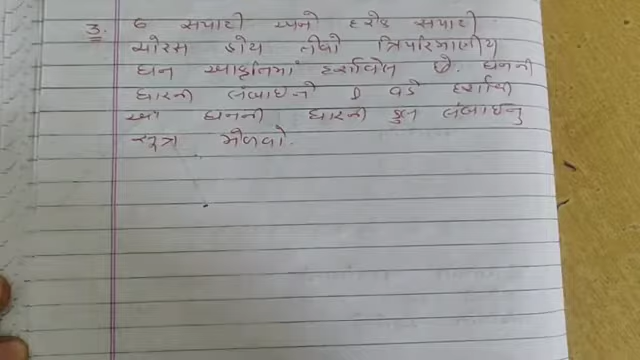 3. 6 સપાટી અને દરેક સપાટી
ચોરસ હોય તેવો ત્રિપરિમાણીય
ઘન આકૃતિમાં દર્શાવેલ છે. ઘનની
ધારની લંબાઈને l વડે દર્શાવી
આ ઘનની ધારની કુલ લંબાઈનુ
સૂત્ર મેળવો.